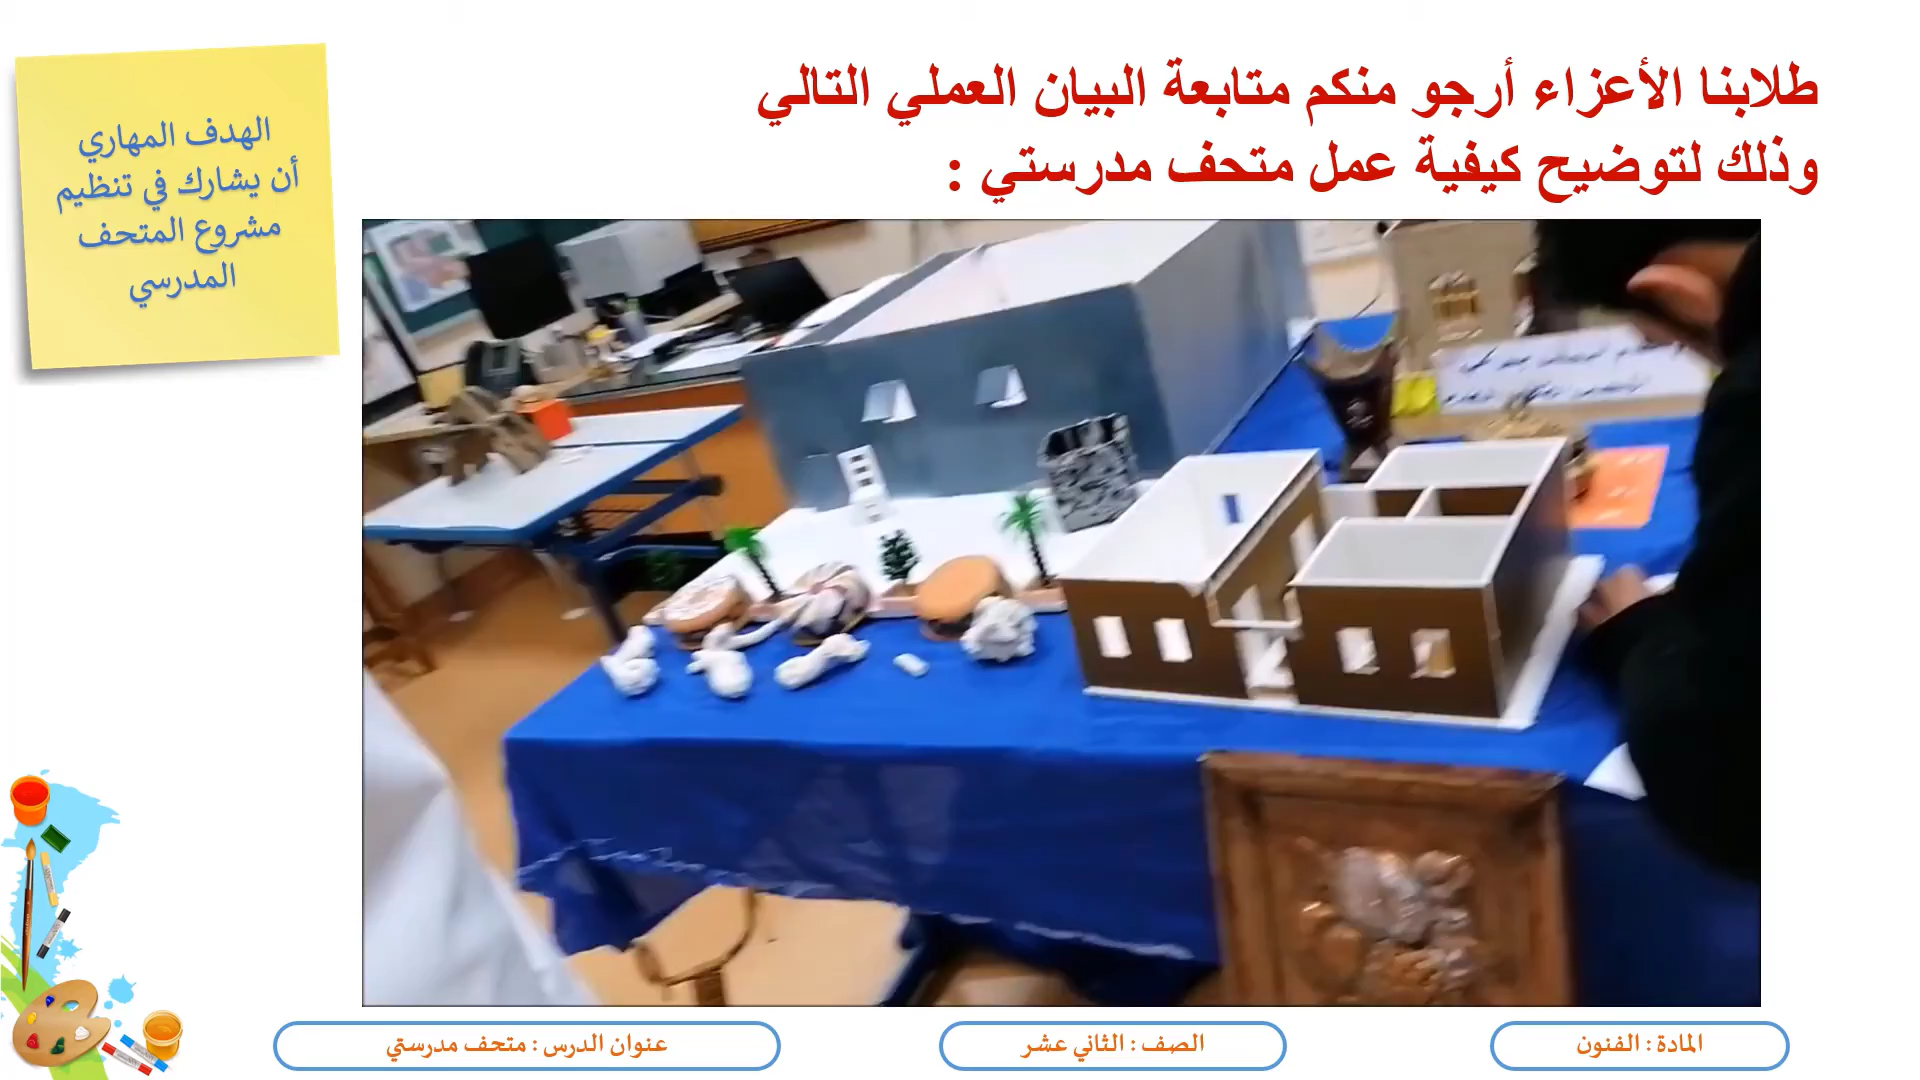 طلابنا الأعزاء أرجو منكم متابعة البيان العملي التالي
وذلك لتوضيح كيفية عمل متحف مدرستي :
الهدف المهاري
أن يشارك في تنظيم
مشروع المتحف
المدرسي
المادة : الفنون
الصف : الثاني عشر
عنوان الدرس : متحف مدرستي